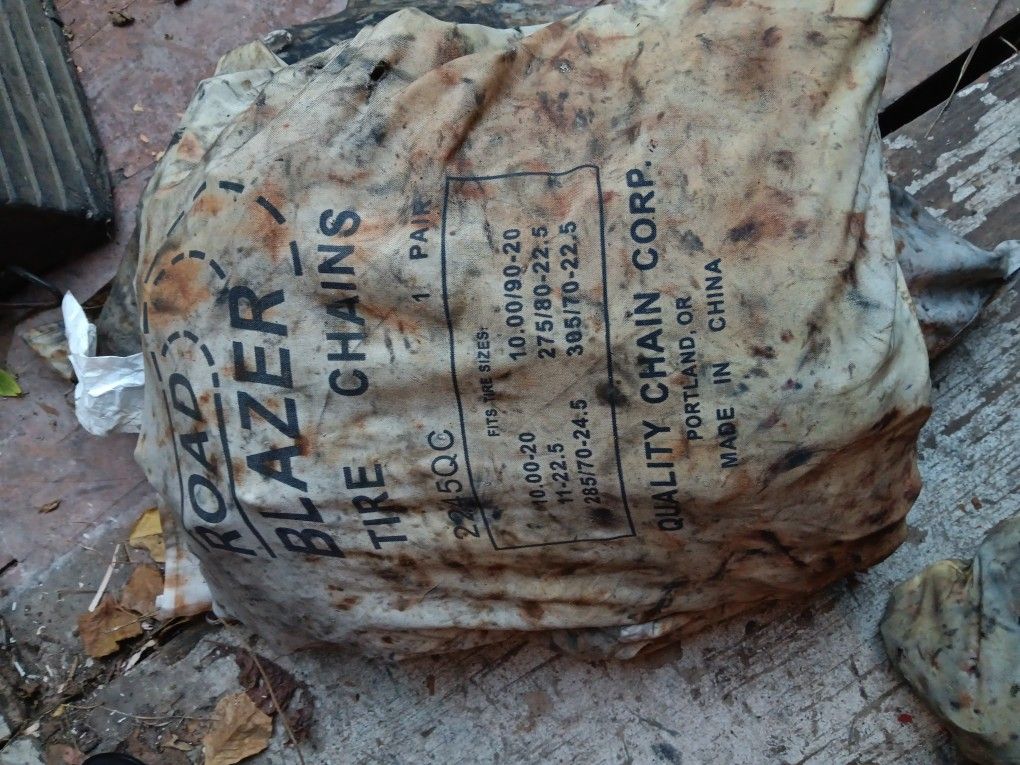 ROAD
BLAZER
TIRE CHAINS
2245QC 1 PAIR
FITS TIRE SIZES:
10.00-20 10.00/90-20
11-22.5 275/80-22.5
285/70-24.5 305/70-22.5
QUALITY CHAIN CORP.
PORTLAND, OR
MADE IN CHINA